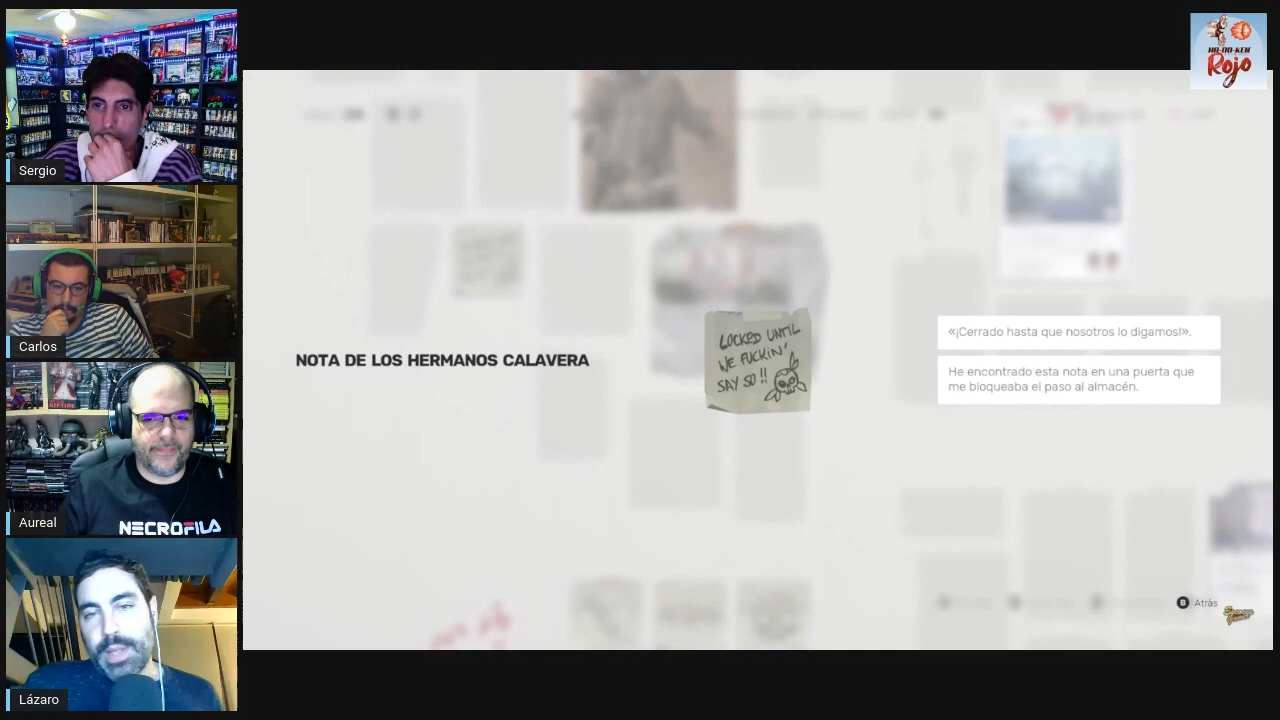 Sergio
Carlos
Aureal
NECROFILA
Lázaro
HA-DO-KEN
Rojo
NOTA DE LOS HERMANOS CALAVERA
LOCKED UNTIL
WE FUCKIN'
SAY SO!!
«¡Cerrado hasta que nosotros lo digamos!».
He encontrado esta nota en una puerta que
me bloqueaba el paso al almacén.
B Atrás